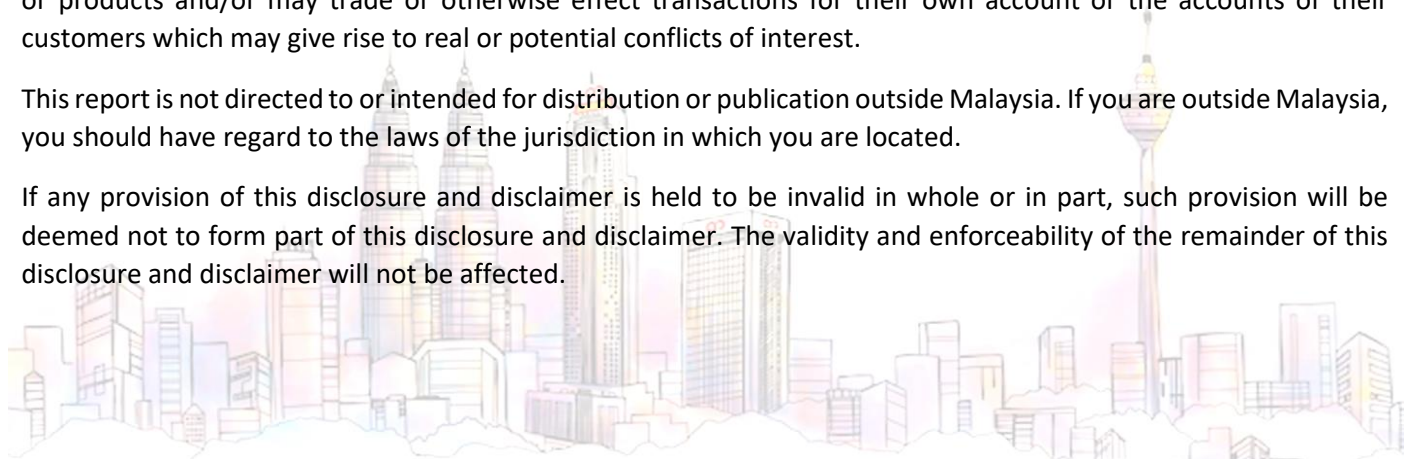 of products and/or may trade or otherwise effect transactions for their own account or the accounts of their
customers which may give rise to real or potential conflicts of interest.
This report is not directed to or intended for distribution or publication outside Malaysia. If you are outside Malaysia,
you should have regard to the laws of the jurisdiction in which you are located.
If any provision of this disclosure and disclaimer is held to be invalid in whole or in part, such provision will be
deemed not to form part of this disclosure and disclaimer. The validity and enforceability of the remainder of this
disclosure and disclaimer will not be affected.